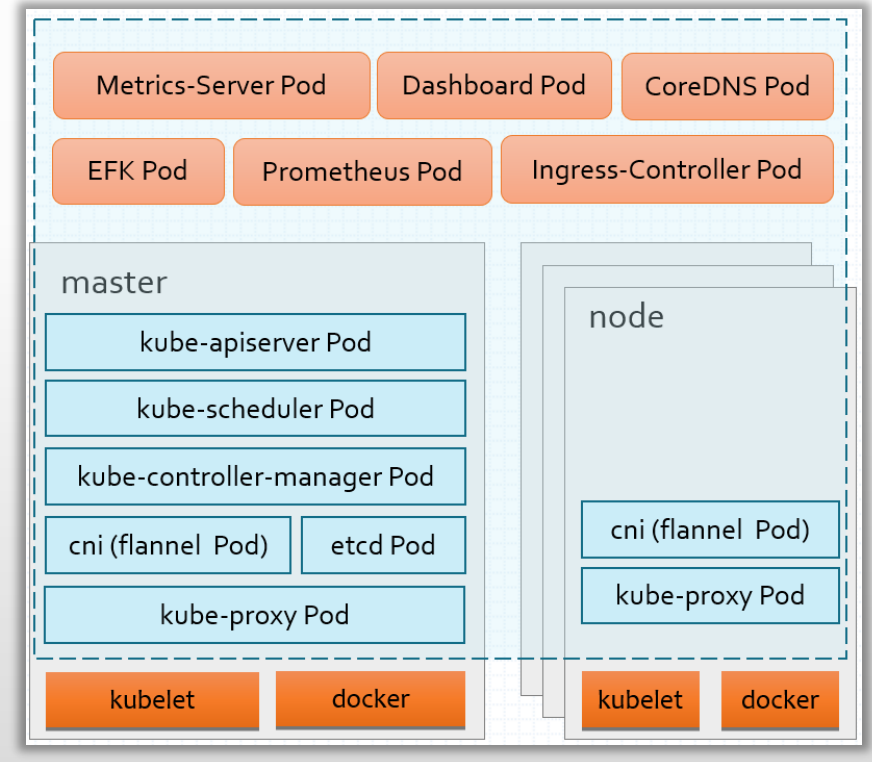 Metrics-Server Pod
Dashboard Pod
CoreDNS Pod
EFK Pod
Prometheus Pod
Ingress-Controller Pod
master
kube-apiserver Pod
kube-scheduler Pod
kube-controller-manager Pod
cni (flannel Pod)
etcd Pod
kube-proxy Pod
kubelet
docker
node
cni (flannel Pod)
kube-proxy Pod
kubelet
docker